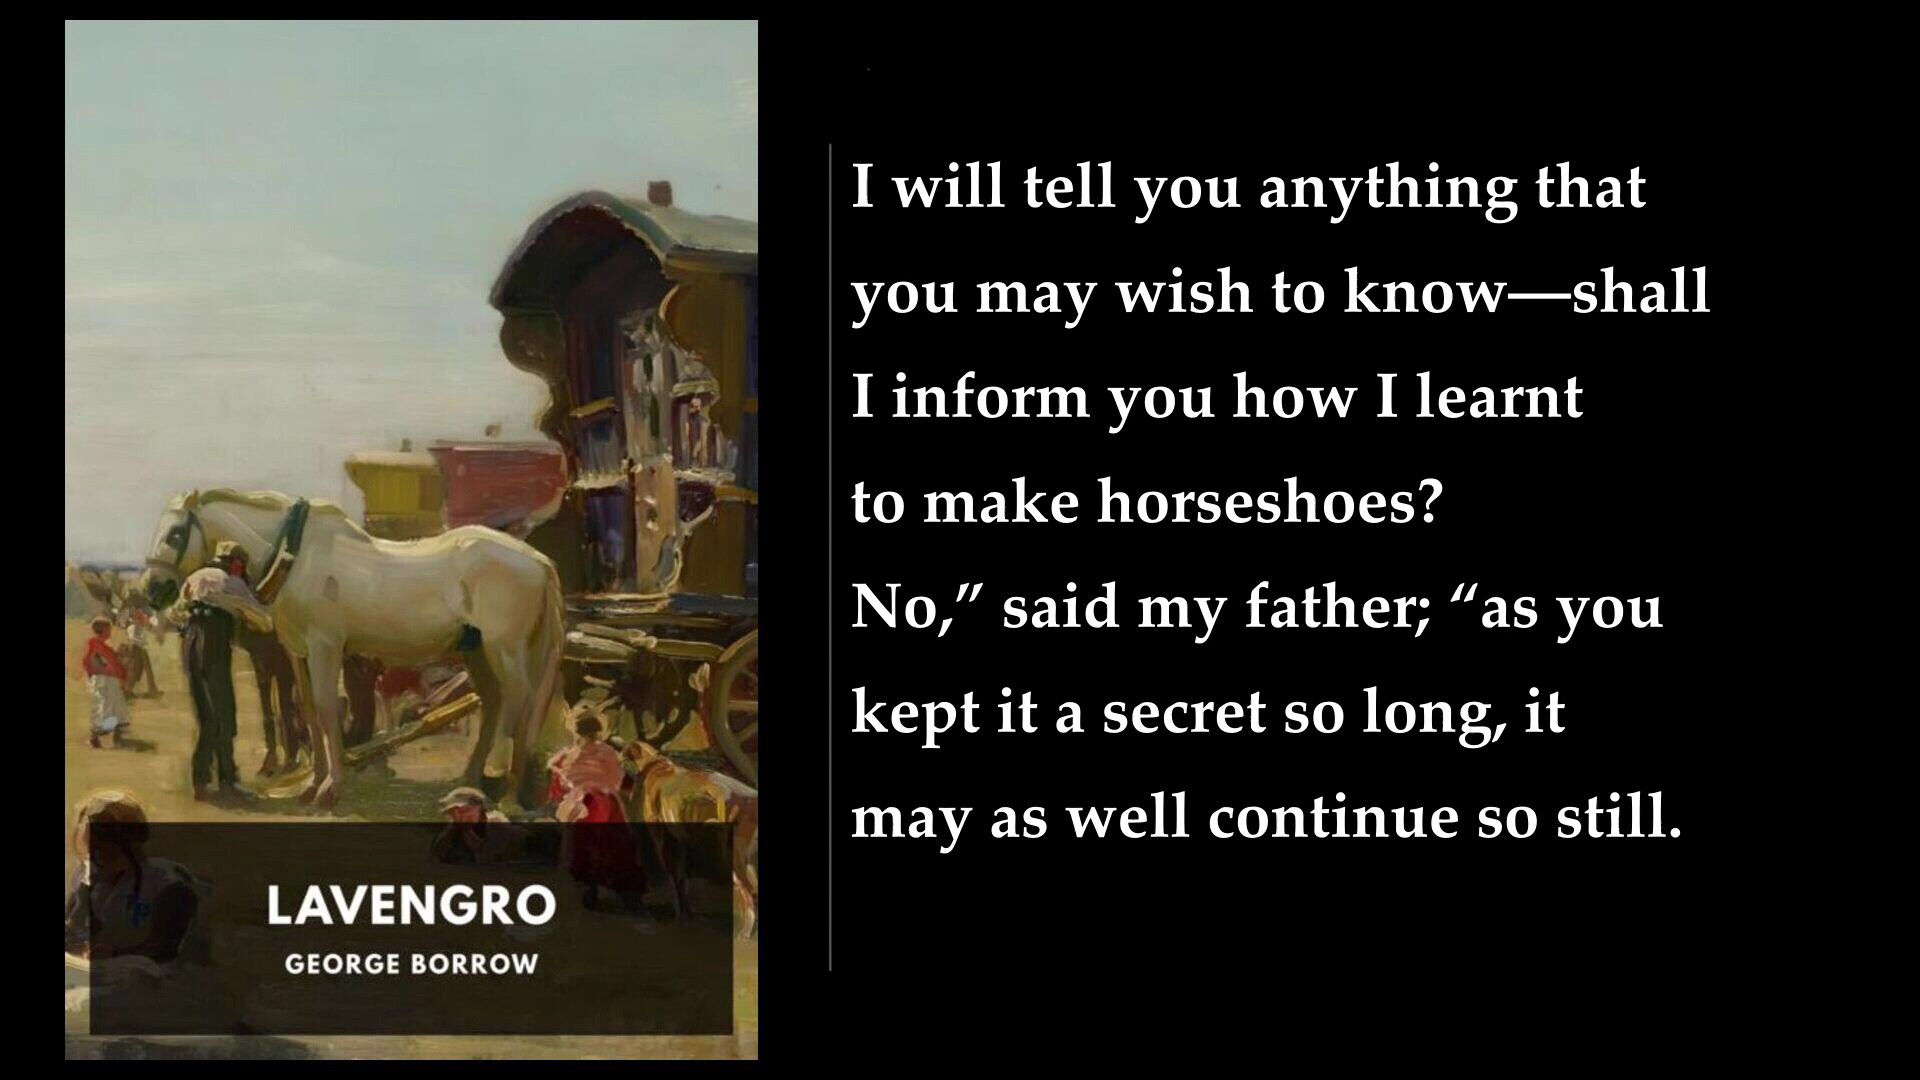 I will tell you anything that
you may wish to know—shall
I inform you how I learnt
to make horseshoes?
No,” said my father; “as you
kept it a secret so long, it
may as well continue so still.
LAVENGRO
GEORGE BORROW